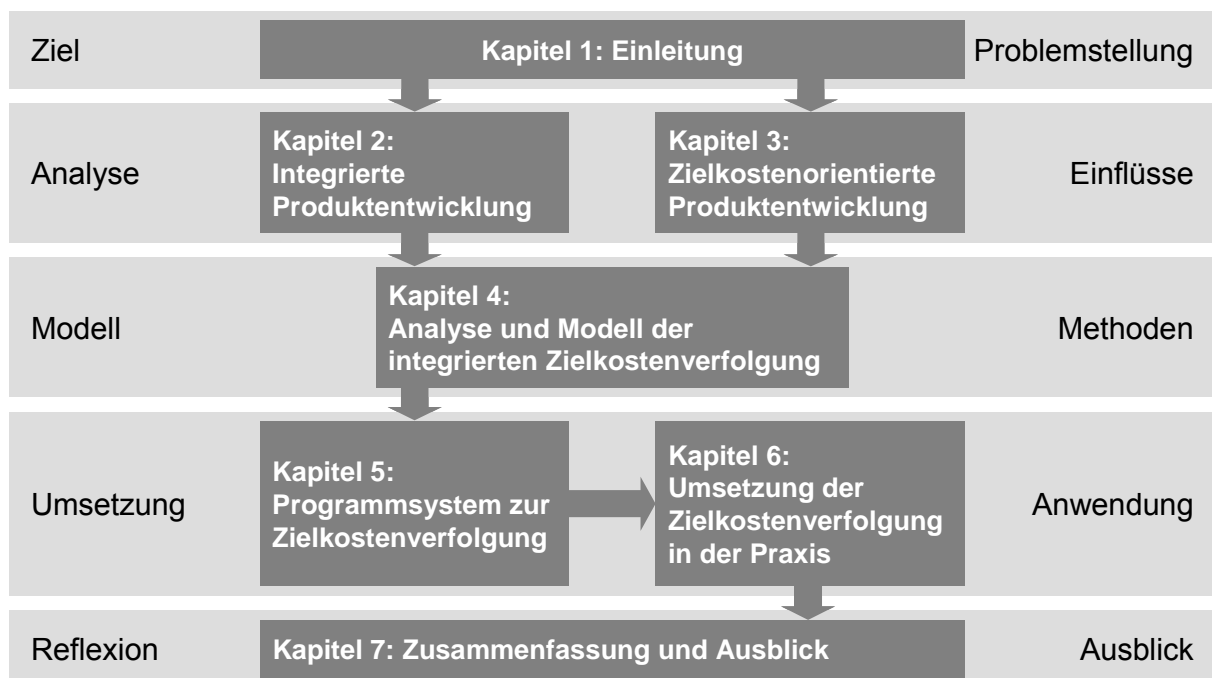 Ziel
Kapitel 1: Einleitung
Problemstellung
Analyse
Kapitel 2:
Integrierte
Produktentwicklung
Kapitel 3:
Zielkostenorientierte
Produktentwicklung
Einflüsse
Modell
Kapitel 4:
Analyse und Modell der
integrierten Zielkostenverfolgung
Methoden
Umsetzung
Kapitel 5:
Programmsystem zur
Zielkostenverfolgung
Kapitel 6:
Umsetzung der
Zielkostenverfolgung
in der Praxis
Anwendung
Reflexion
Kapitel 7: Zusammenfassung und Ausblick
Ausblick